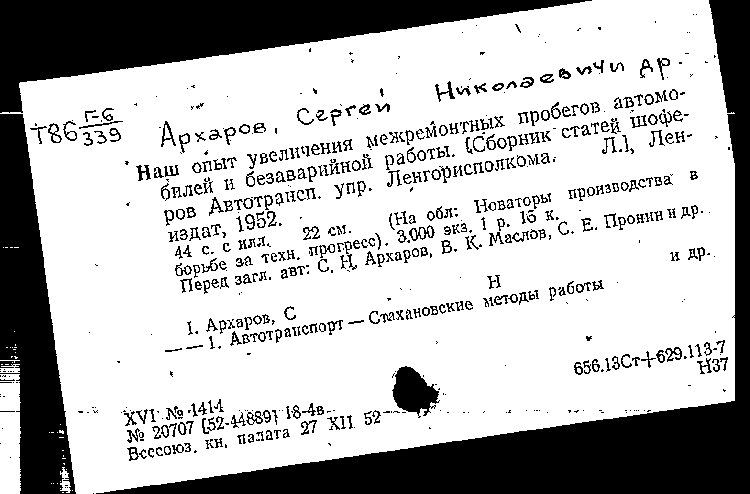 Т86 Г-6/339
Архаров, Сергей Николаевич и др.
Наш опыт увеличения межремонтных пробегов автомо-
билей и безаварийной работы. [Сборник статей шофе-
ров Автотрансп. упр. Ленгорисполкома. Л.], Лен-
издат, 1952.
44 с. с илл. 22 см. (На обл: Новаторы производства в
борьбе за техн. прогресс). 3.000 экз. 1 р. 15 к.
Перед загл. авт: С. Н. Архаров, В. К. Маслов, С. Е. Пронин и др.
I. Архаров, С Н и др.
— — 1. Автотранспорт — Стахановские методы работы
656.13Ст+629.113-7
Н37
XVI № 1414
№ 20707 [52-44889] 18-4в
Всесоюз. кн. палата 27 XII 52